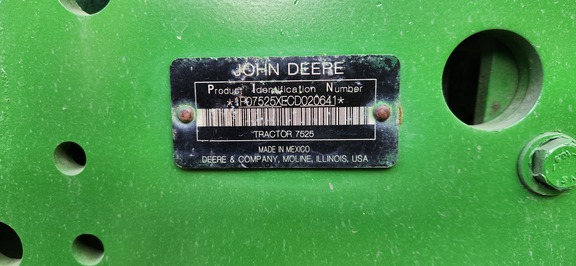 JOHN DEERE
Product Identification Number
*1P07525XECD020641*
TRACTOR 7525
MADE IN MEXICO
DEERE & COMPANY, MOLINE, ILLINOIS, USA